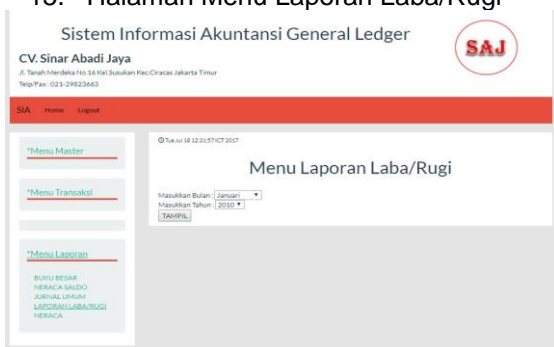 Halaman Menu Laporan Laba/Rugi
Sistem Informasi Akuntansi General Ledger
SAJ
CV. Sinar Abadi Jaya
Jl. Tanah Merdeka No.16 Kel.Susukan Kec.Ciracas Jakarta Timur
Telp/Fax : 021-29823663
SIA Home Logout
Tue Jul 18 12:31:57 ICT 2017
Menu Laporan Laba/Rugi
Masukkan Bulan : Januari
Masukkan Tahun : 2010
TAMPIL
*Menu Master
*Menu Transaksi
*Menu Laporan
BUKU BESAR
NERACA SALDO
JURNAL UMUM
LAPORAN LABA/RUGI
NERACA